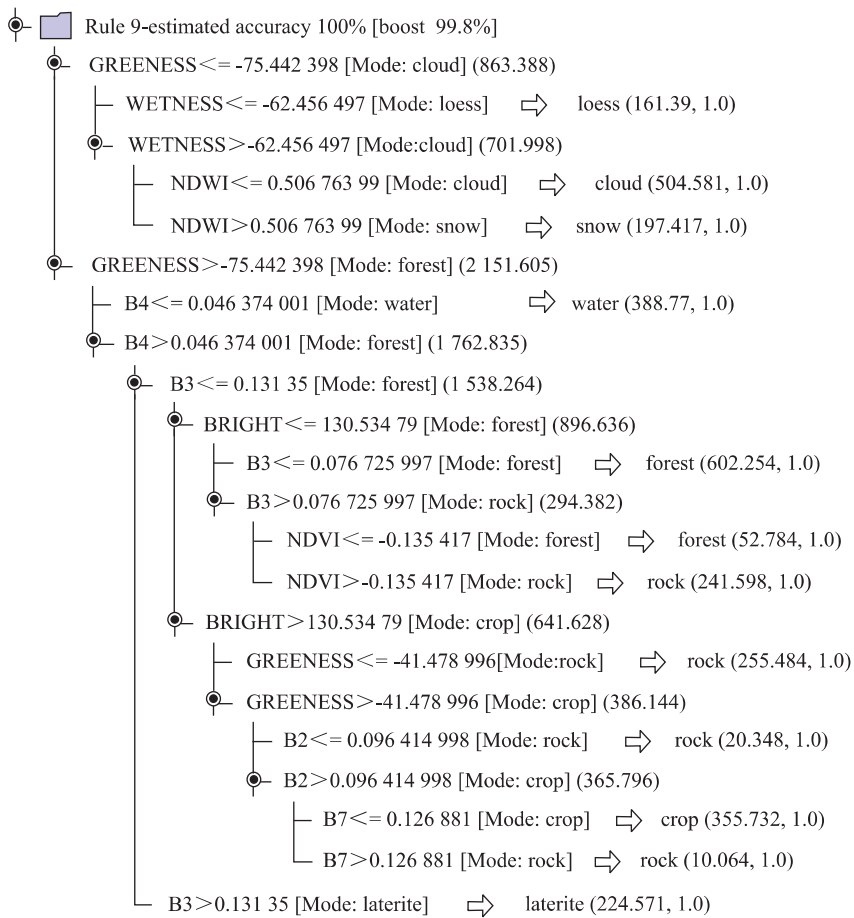 Rule 9-estimated accuracy 100% [boost 99.8%]
GREENESS<= -75.442 398 [Mode: cloud] (863.388)
WETNESS<= -62.456 497 [Mode: loess] ⇨ loess (161.39, 1.0)
WETNESS>-62.456 497 [Mode:cloud] (701.998)
NDWI<= 0.506 763 99 [Mode: cloud] ⇨ cloud (504.581, 1.0)
NDWI>0.506 763 99 [Mode: snow] ⇨ snow (197.417, 1.0)
GREENESS>-75.442 398 [Mode: forest] (2 151.605)
B4<= 0.046 374 001 [Mode: water] ⇨ water (388.77, 1.0)
B4>0.046 374 001 [Mode: forest] (1 762.835)
B3<= 0.131 35 [Mode: forest] (1 538.264)
BRIGHT<= 130.534 79 [Mode: forest] (896.636)
B3<= 0.076 725 997 [Mode: forest] ⇨ forest (602.254, 1.0)
B3>0.076 725 997 [Mode: rock] (294.382)
NDVI<= -0.135 417 [Mode: forest] ⇨ forest (52.784, 1.0)
NDVI>-0.135 417 [Mode: rock] ⇨ rock (241.598, 1.0)
BRIGHT>130.534 79 [Mode: crop] (641.628)
GREENESS<= -41.478 996[Mode:rock] ⇨ rock (255.484, 1.0)
GREENESS>-41.478 996 [Mode: crop] (386.144)
B2<= 0.096 414 998 [Mode: rock] ⇨ rock (20.348, 1.0)
B2>0.096 414 998 [Mode: crop] (365.796)
B7<= 0.126 881 [Mode: crop] ⇨ crop (355.732, 1.0)
B7>0.126 881 [Mode: rock] ⇨ rock (10.064, 1.0)
B3>0.131 35 [Mode: laterite] ⇨ laterite (224.571, 1.0)